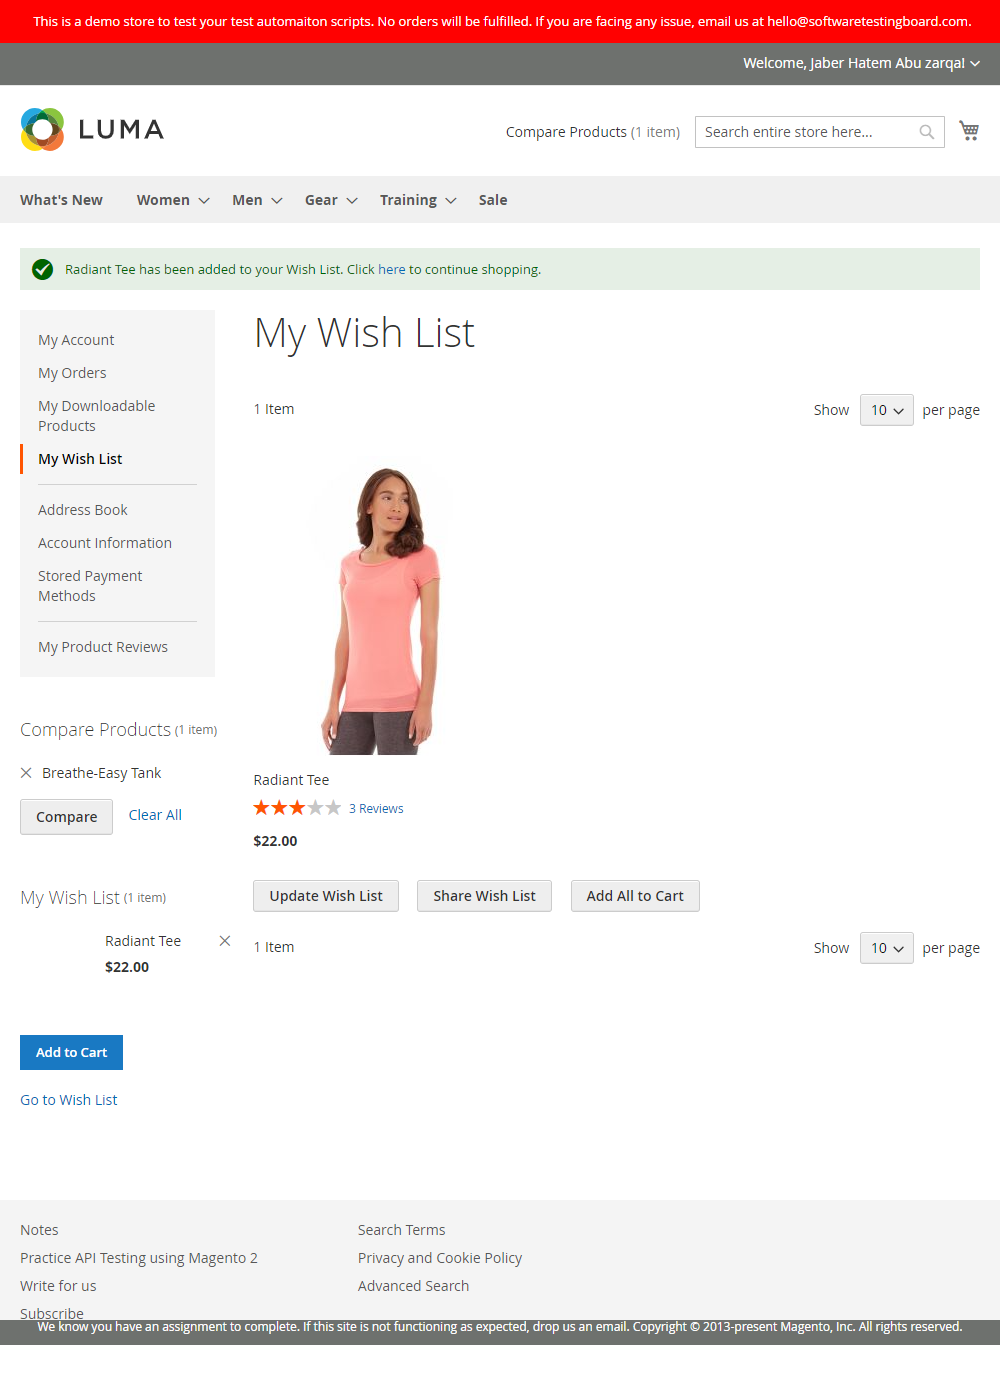 This is a demo store to test your test automaiton scripts. No orders will be fulfilled. If you are facing any issue, email us at hello@softwaretestingboard.com.
Welcome, Jaber Hatem Abu zarqa!
LUMA
Compare Products (1 item)
Search entire store here...
What's New Women Men Gear Training Sale
Radiant Tee has been added to your Wish List. Click here to continue shopping.
My Account
My Orders
My Downloadable
Products
My Wish List
Address Book
Account Information
Stored Payment
Methods
My Product Reviews
Compare Products (1 item)
Breathe-Easy Tank
Compare Clear All
My Wish List (1 item)
Radiant Tee
$22.00
Add to Cart
Go to Wish List
My Wish List
1 Item
Show 10 per page
Radiant Tee
3 Reviews
$22.00
Update Wish List Share Wish List Add All to Cart
1 Item
Show 10 per page
Notes
Practice API Testing using Magento 2
Write for us
Subscribe
Search Terms
Privacy and Cookie Policy
Advanced Search
We know you have an assignment to complete. If this site is not functioning as expected, drop us an email. Copyright © 2013-present Magento, Inc. All rights reserved.